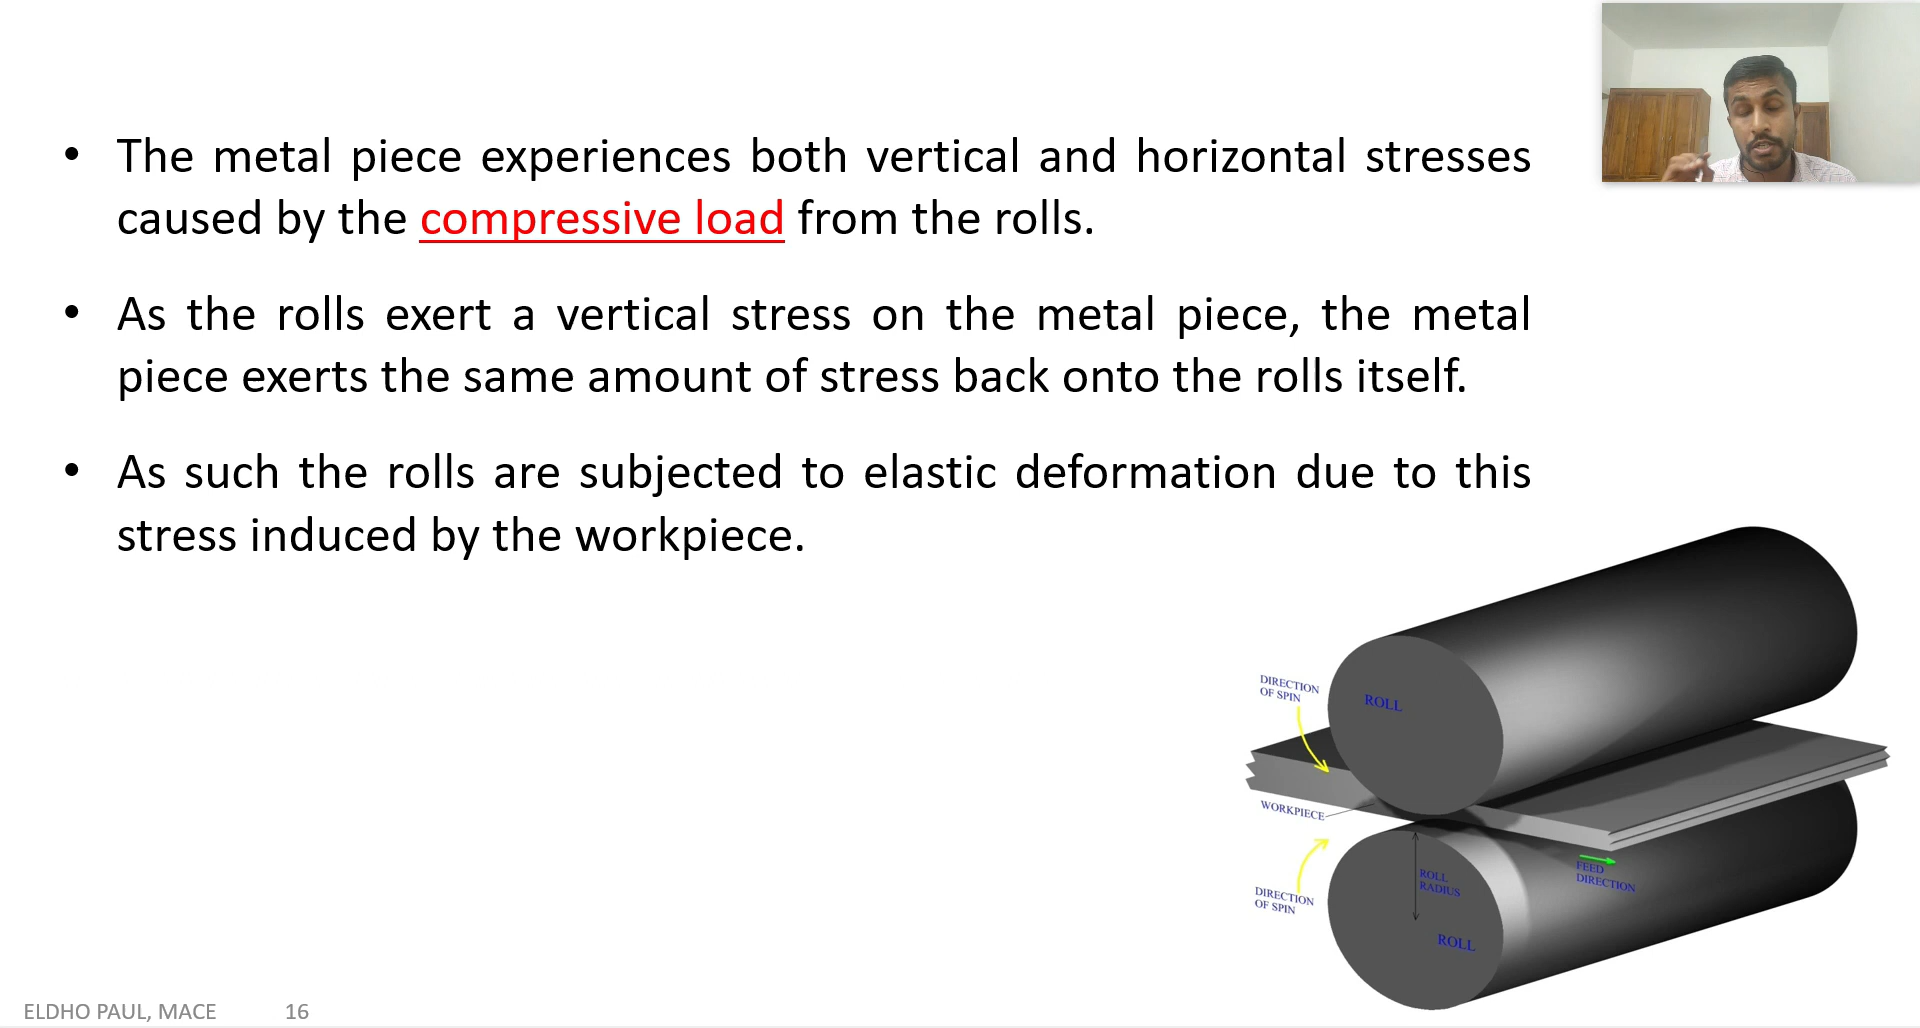 • The metal piece experiences both vertical and horizontal stresses
caused by the compressive load from the rolls.
• As the rolls exert a vertical stress on the metal piece, the metal
piece exerts the same amount of stress back onto the rolls itself.
• As such the rolls are subjected to elastic deformation due to this
stress induced by the workpiece.
DIRECTION
OF SPIN
ROLL
WORKPIECE
DIRECTION
OF SPIN
ROLL
RADIUS
FEED
DIRECTION
ROLL
ELDHO PAUL, MACE 16